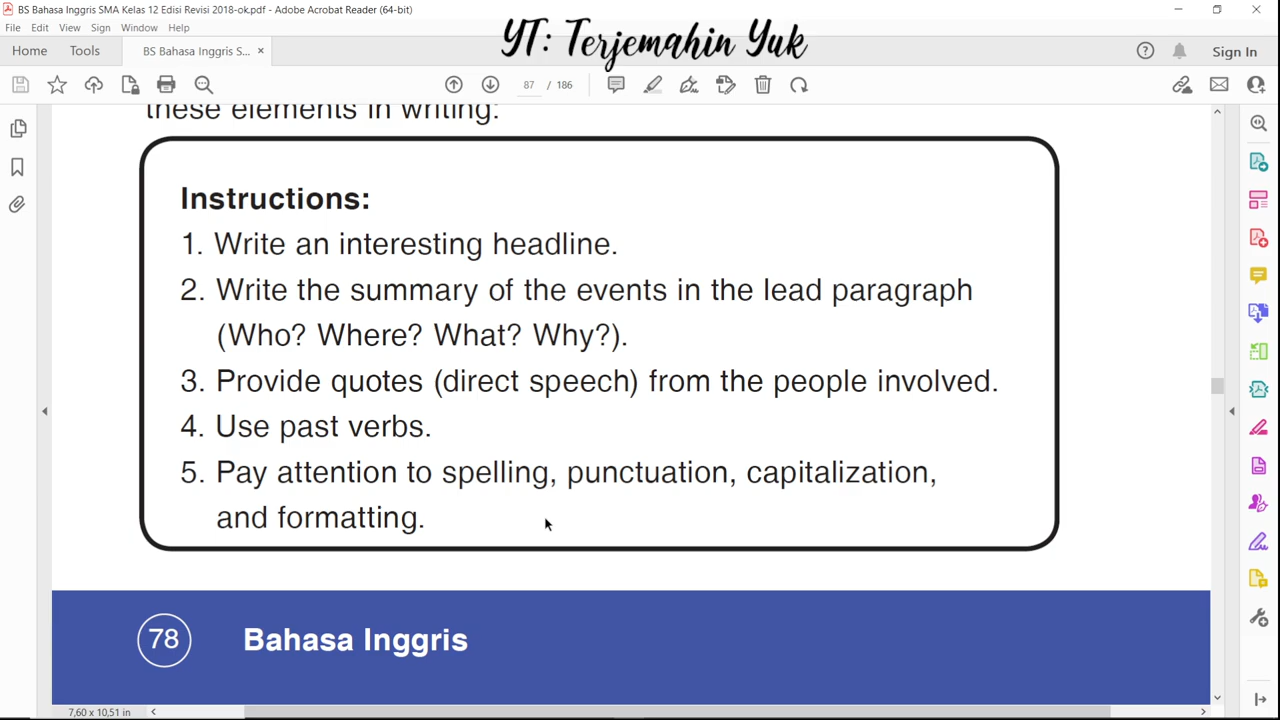 BS Bahasa Inggris SMA Kelas 12 Edisi Revisi 2018-ok.pdf - Adobe Acrobat Reader (64-bit)
File Edit View Sign Window Help
YT: Terjemahin Yuk
Home Tools BS Bahasa Inggris S... × Sign In
87 / 186
these elements in writing:
Instructions:
1. Write an interesting headline.
2. Write the summary of the events in the lead paragraph
(Who? Where? What? Why?).
3. Provide quotes (direct speech) from the people involved.
4. Use past verbs.
5. Pay attention to spelling, punctuation, capitalization,
and formatting.
78 Bahasa Inggris
7,60 x 10,51 in